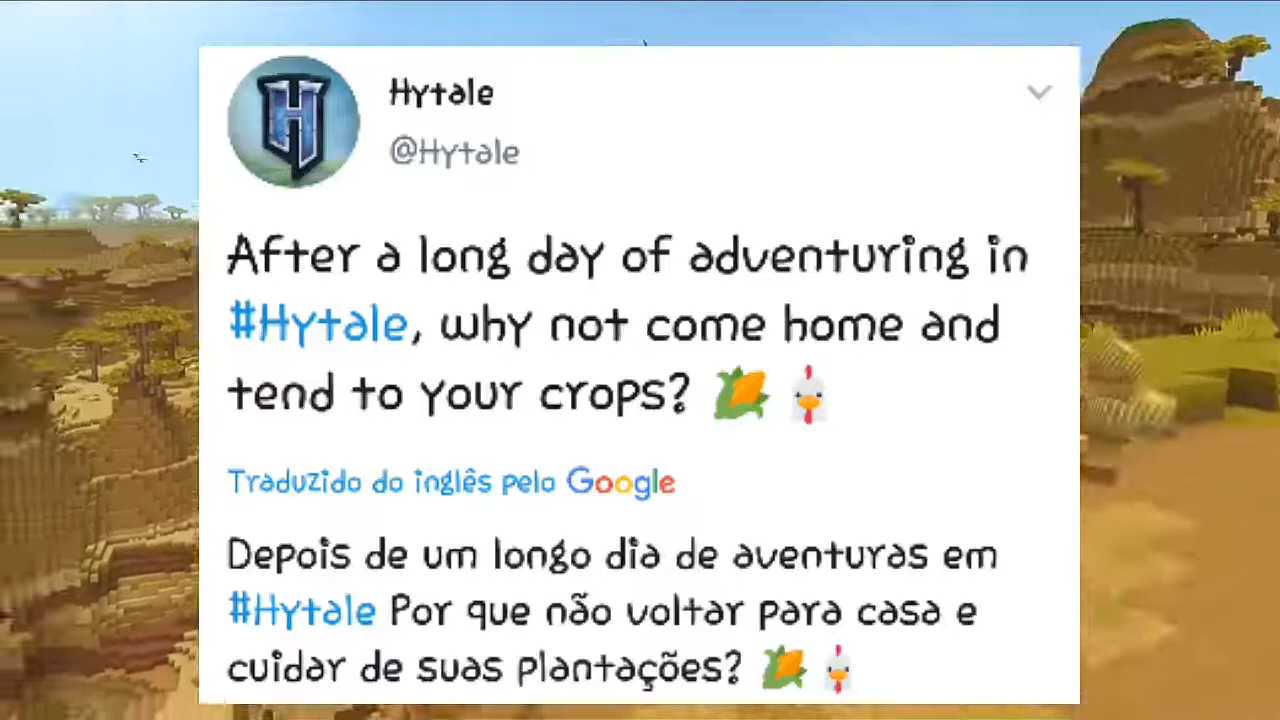 Hytale
@Hytale
After a long day of adventuring in
#Hytale, why not come home and
tend to your crops? 🌽 🐔
Traduzido do inglês pelo Google
Depois de um longo dia de aventuras em
#Hytale Por que não voltar para casa e
cuidar de suas plantações? 🌽 🐔